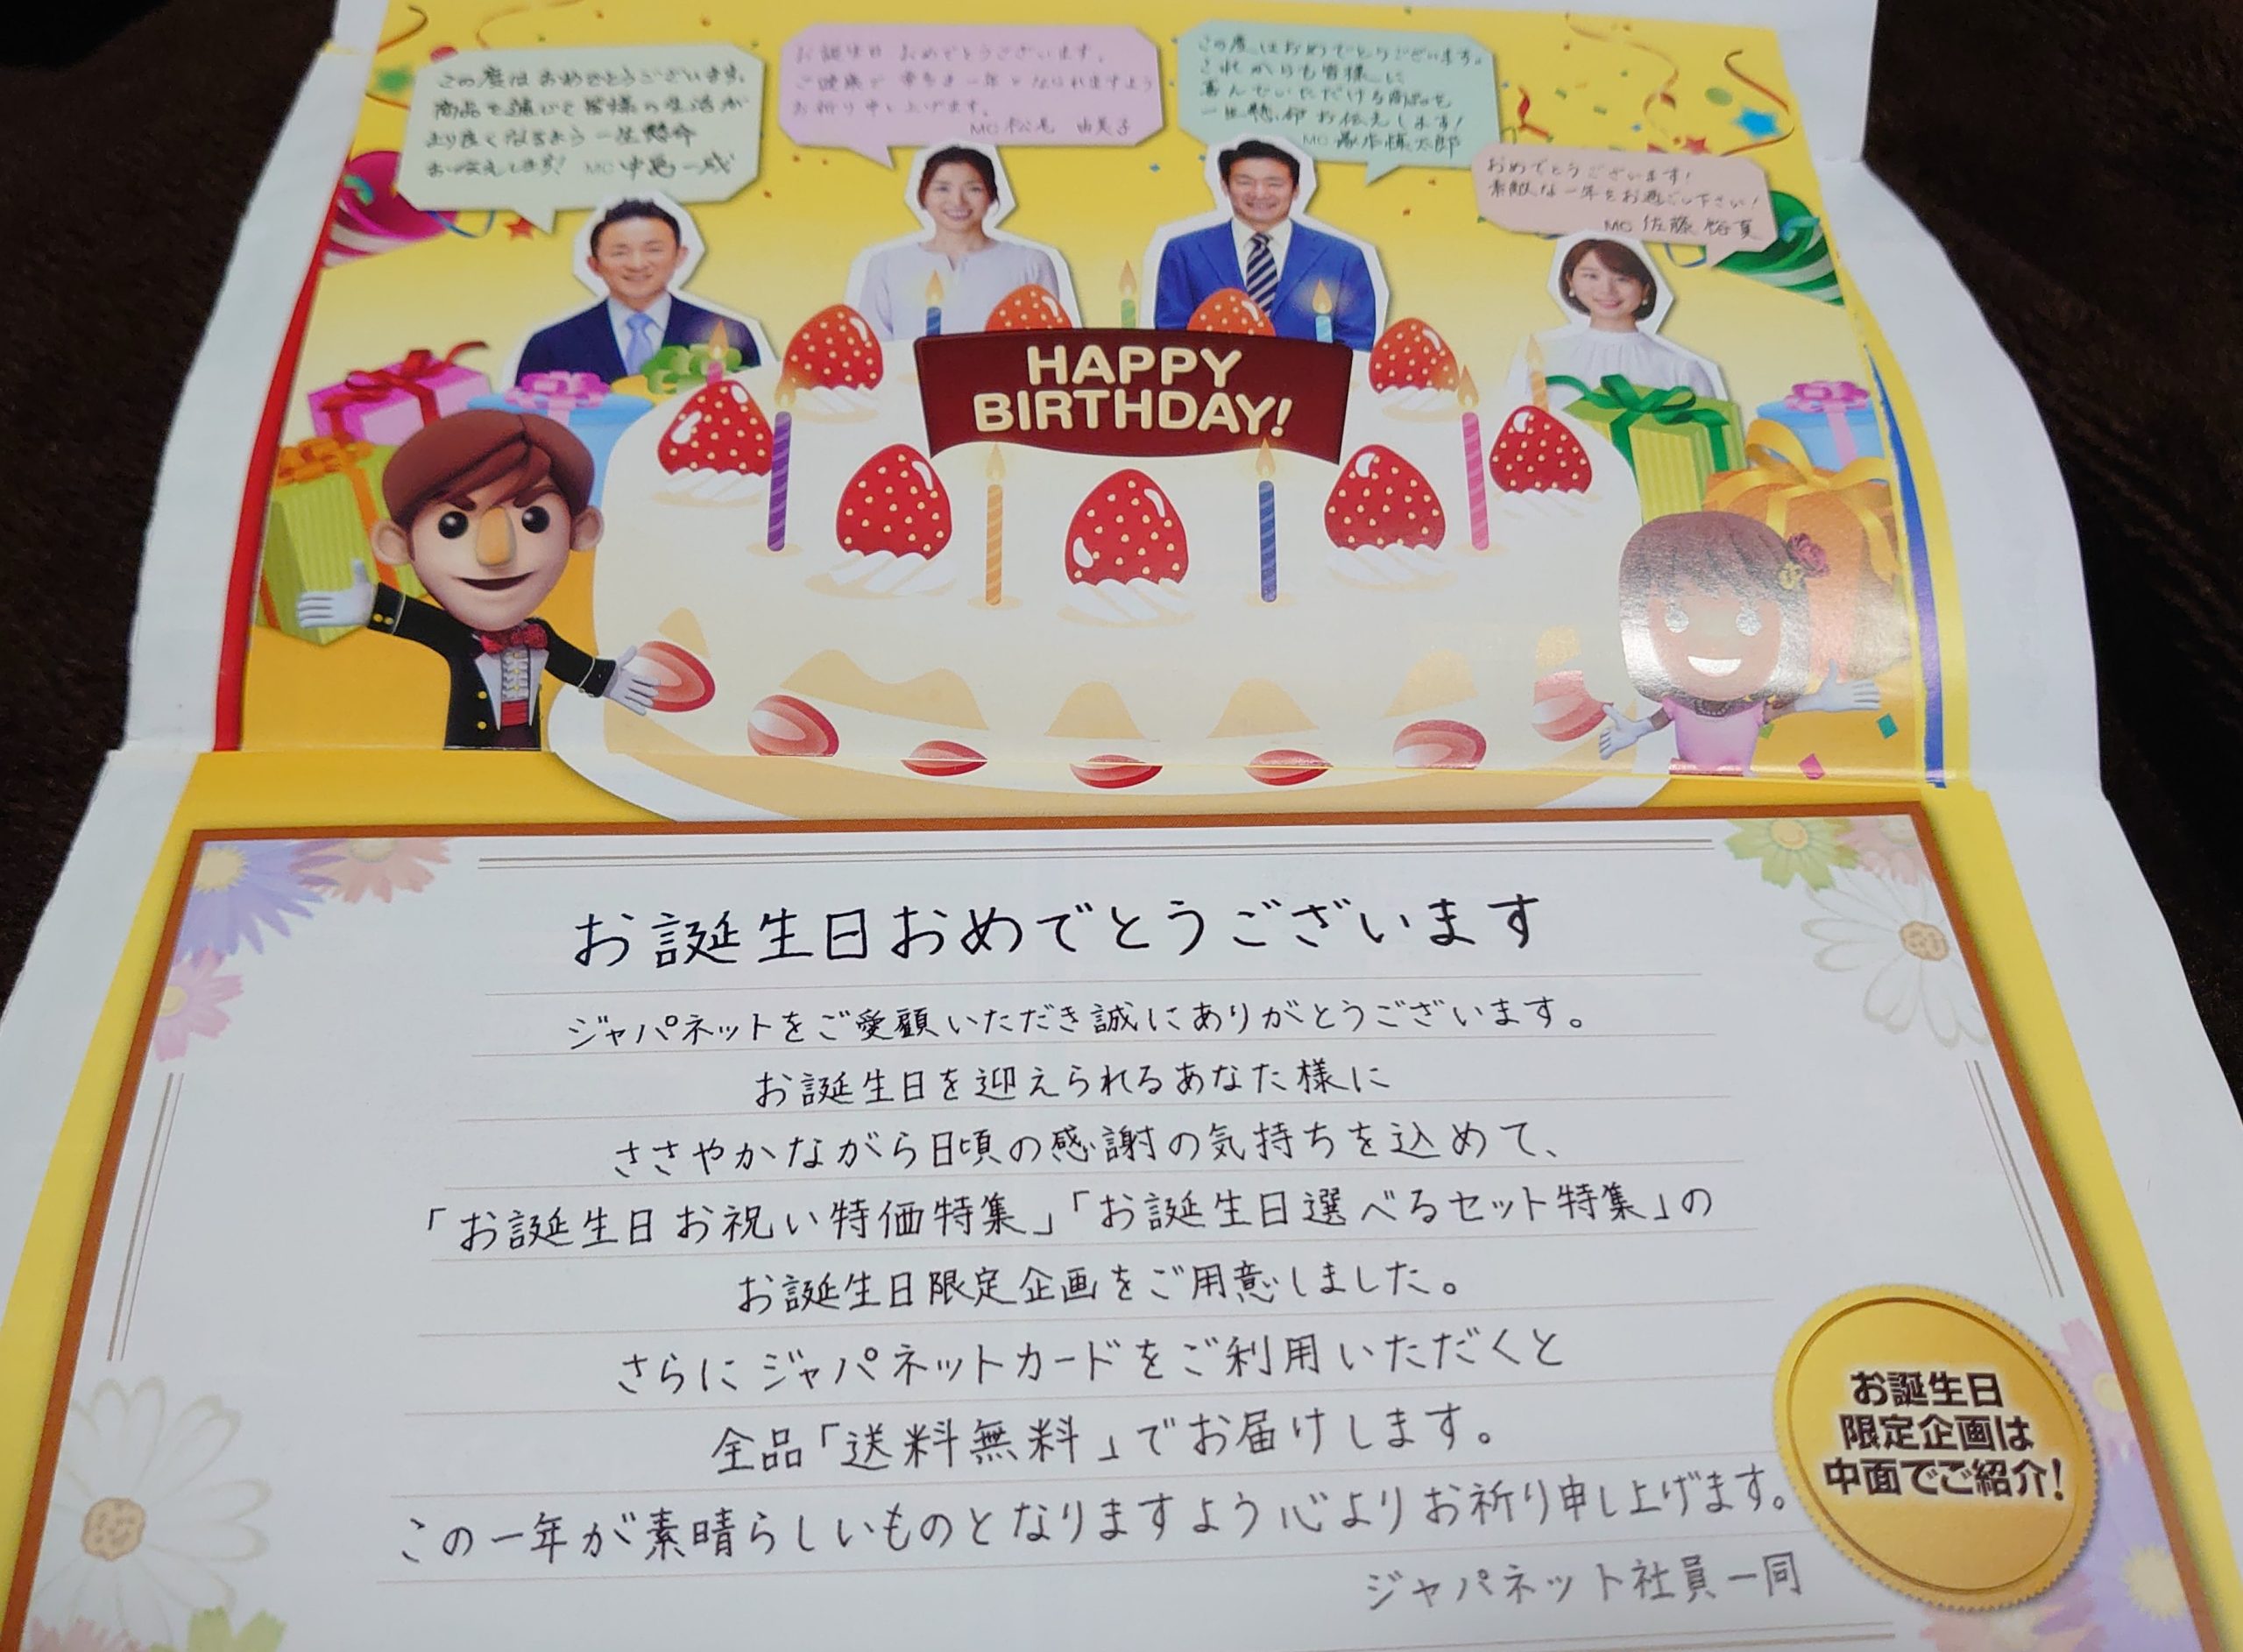 この度はおめでとうございます。
商品を通じて皆様の生活が
より良くなるよう一生懸命
お伝えします! MC 中島一成
お誕生日 おめでとうございます。
ご健康で 幸多き一年となられますよう
お祈り申し上げます。
MC 松尾 由美子
この度はおめでとうございます。
これからも皆様に
喜んでいただける商品を
一生懸命お伝えします!
MC 太郎
おめでとうございます!
素敵な一年をお過ごし下さい!
MC 佐藤 裕夏
HAPPY
BIRTHDAY!
お誕生日おめでとうございます
ジャパネットをご愛顧いただき誠にありがとうございます。
お誕生日を迎えられるあなた様に
ささやかながら日頃の感謝の気持ちを込めて、
「お誕生日お祝い特価特集」「お誕生日選べるセット特集」の
お誕生日限定企画をご用意しました。
さらにジャパネットカードをご利用いただくと
全品「送料無料」でお届けします。
この一年が素晴らしいものとなりますよう心よりお祈り申し上げます。
ジャパネット社員一同
お誕生日
限定企画は
中面でご紹介!